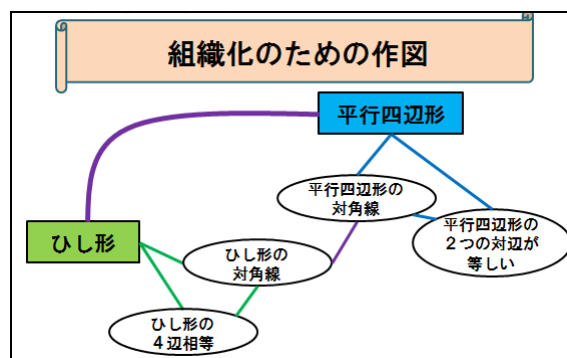 組織化のための作図
平行四辺形
平行四辺形の
対角線
平行四辺形の
２つの対辺が
等しい
ひし形
ひし形の
対角線
ひし形の
４辺相等